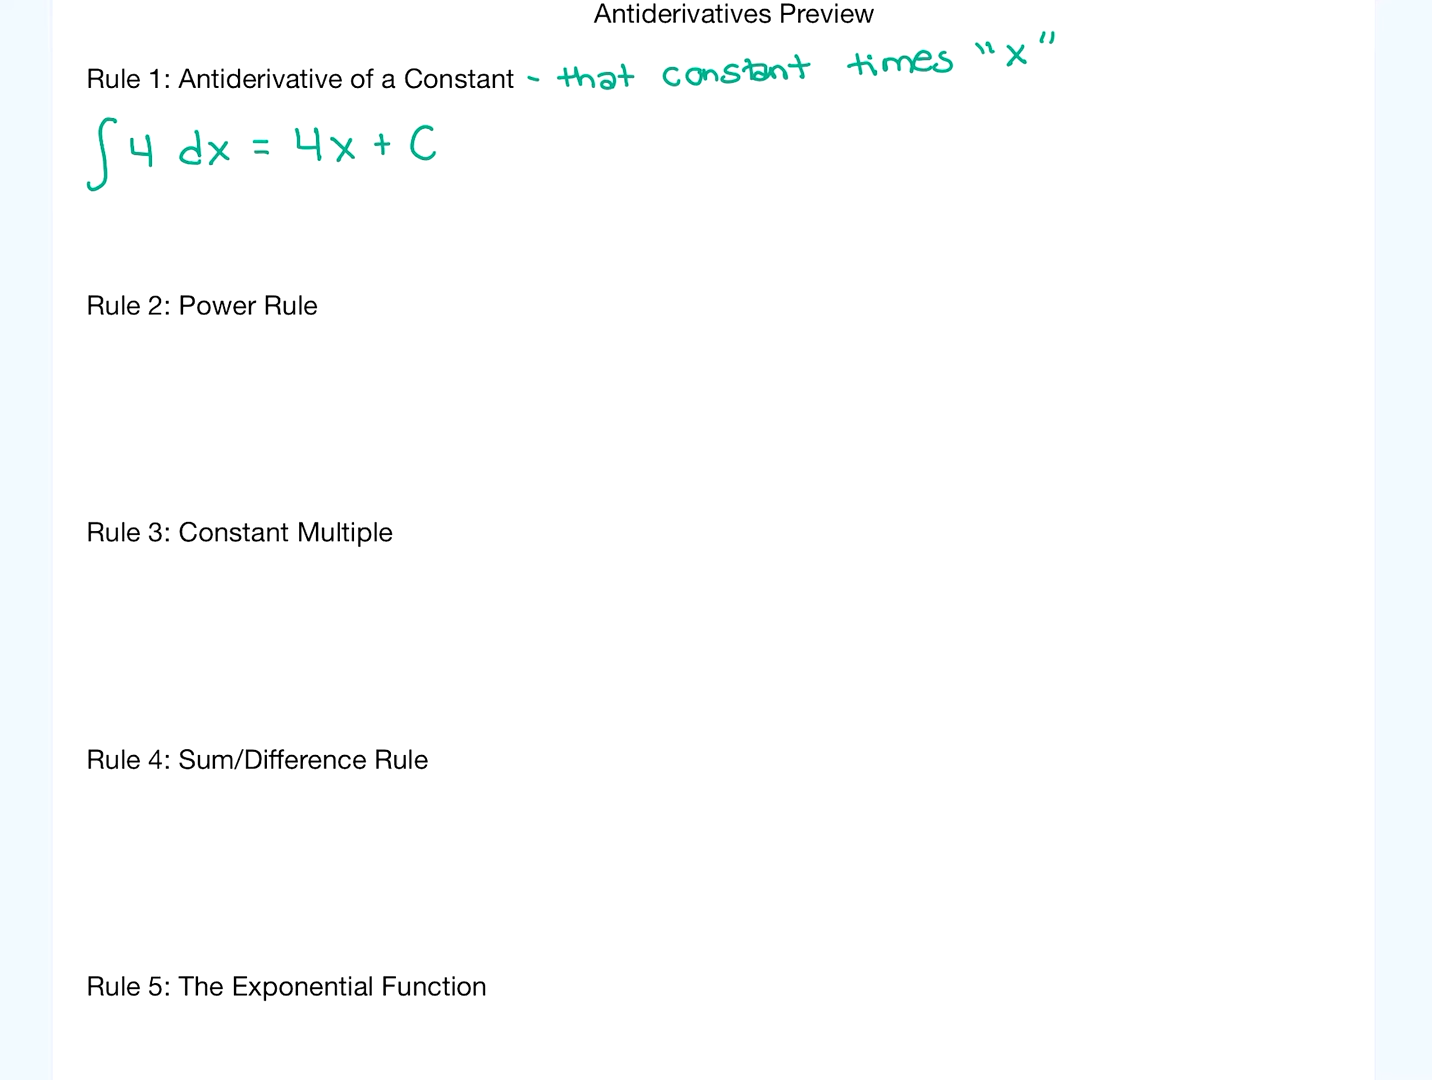 Antiderivatives Preview
Rule 1: Antiderivative of a Constant - that constant times "x"
∫4 dx = 4x + C
Rule 2: Power Rule
Rule 3: Constant Multiple
Rule 4: Sum/Difference Rule
Rule 5: The Exponential Function